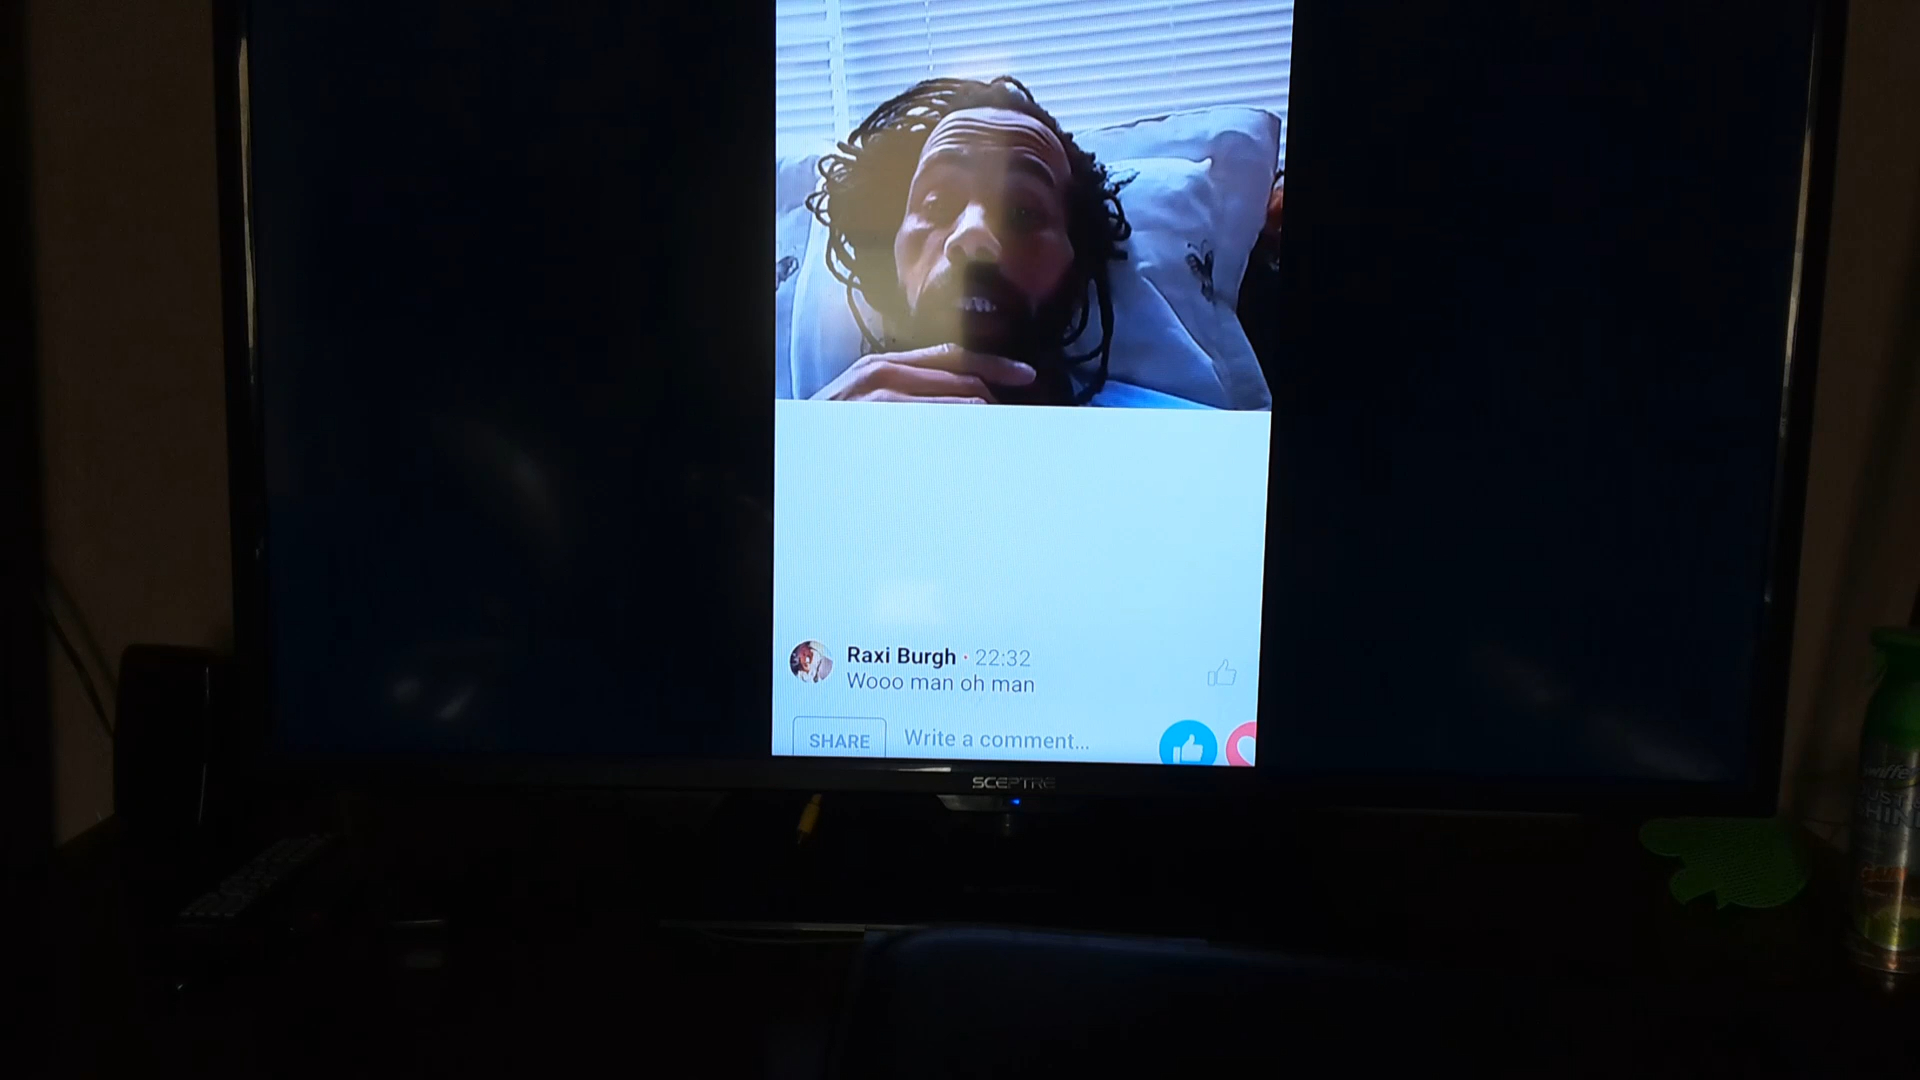 Raxi Burgh · 22:32
Wooo man oh man
SHARE
Write a comment...
SCEPTRE